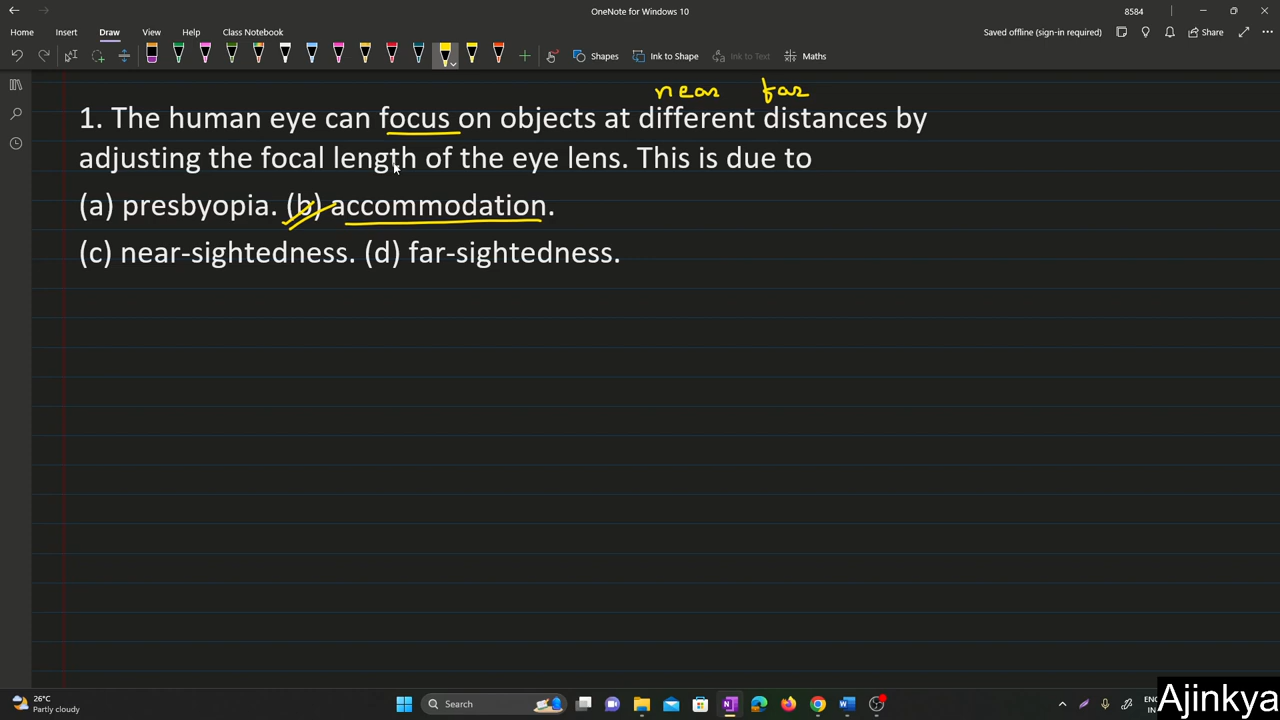 OneNote for Windows 10
8584
Home Insert Draw View Help Class Notebook
Saved offline (sign-in required)
Share
Shapes
Ink to Shape
Ink to Text
Maths
near far
1. The human eye can focus on objects at different distances by
adjusting the focal length of the eye lens. This is due to
(a) presbyopia. (b) accommodation.
(c) near-sightedness. (d) far-sightedness.
26°C
Partly cloudy
Search
Ajinkya